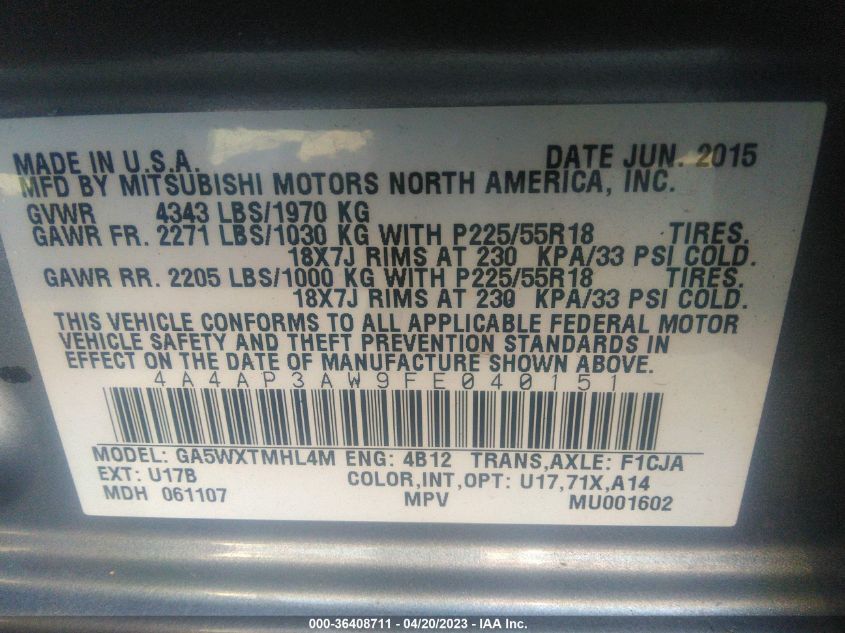 MADE IN U.S.A. DATE JUN. 2015
MFD BY MITSUBISHI MOTORS NORTH AMERICA, INC.
GVWR 4343 LBS/1970 KG
GAWR FR. 2271 LBS/1030 KG WITH P225/55R18 TIRES.
18X7J RIMS AT 230 KPA/33 PSI COLD.
GAWR RR. 2205 LBS/1000 KG WITH P225/55R18 TIRES.
18X7J RIMS AT 230 KPA/33 PSI COLD.
THIS VEHICLE CONFORMS TO ALL APPLICABLE FEDERAL MOTOR
VEHICLE SAFETY AND THEFT PREVENTION STANDARDS IN
EFFECT ON THE DATE OF MANUFACTURE SHOWN ABOVE.
4A4AP3AW9FE040151
MODEL: GA5WXTMHL4M ENG: 4B12 TRANS,AXLE: F1CJA
EXT: U17B COLOR,INT,OPT: U17,71X,A14
MDH 061107 MPV MU001602
000-36408711 - 04/20/2023 - IAA Inc.